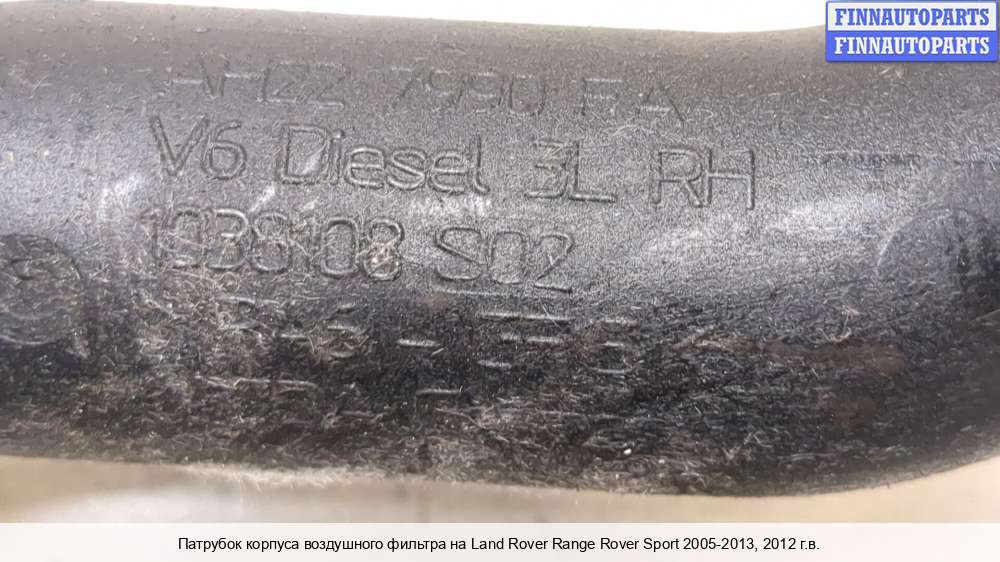 FINNAUTOPARTS
FINNAUTOPARTS
AH22 7990 EA
V6 Diesel 3L RH
1038108 S02
Патрубок корпуса воздушного фильтра на Land Rover Range Rover Sport 2005-2013, 2012 г.в.